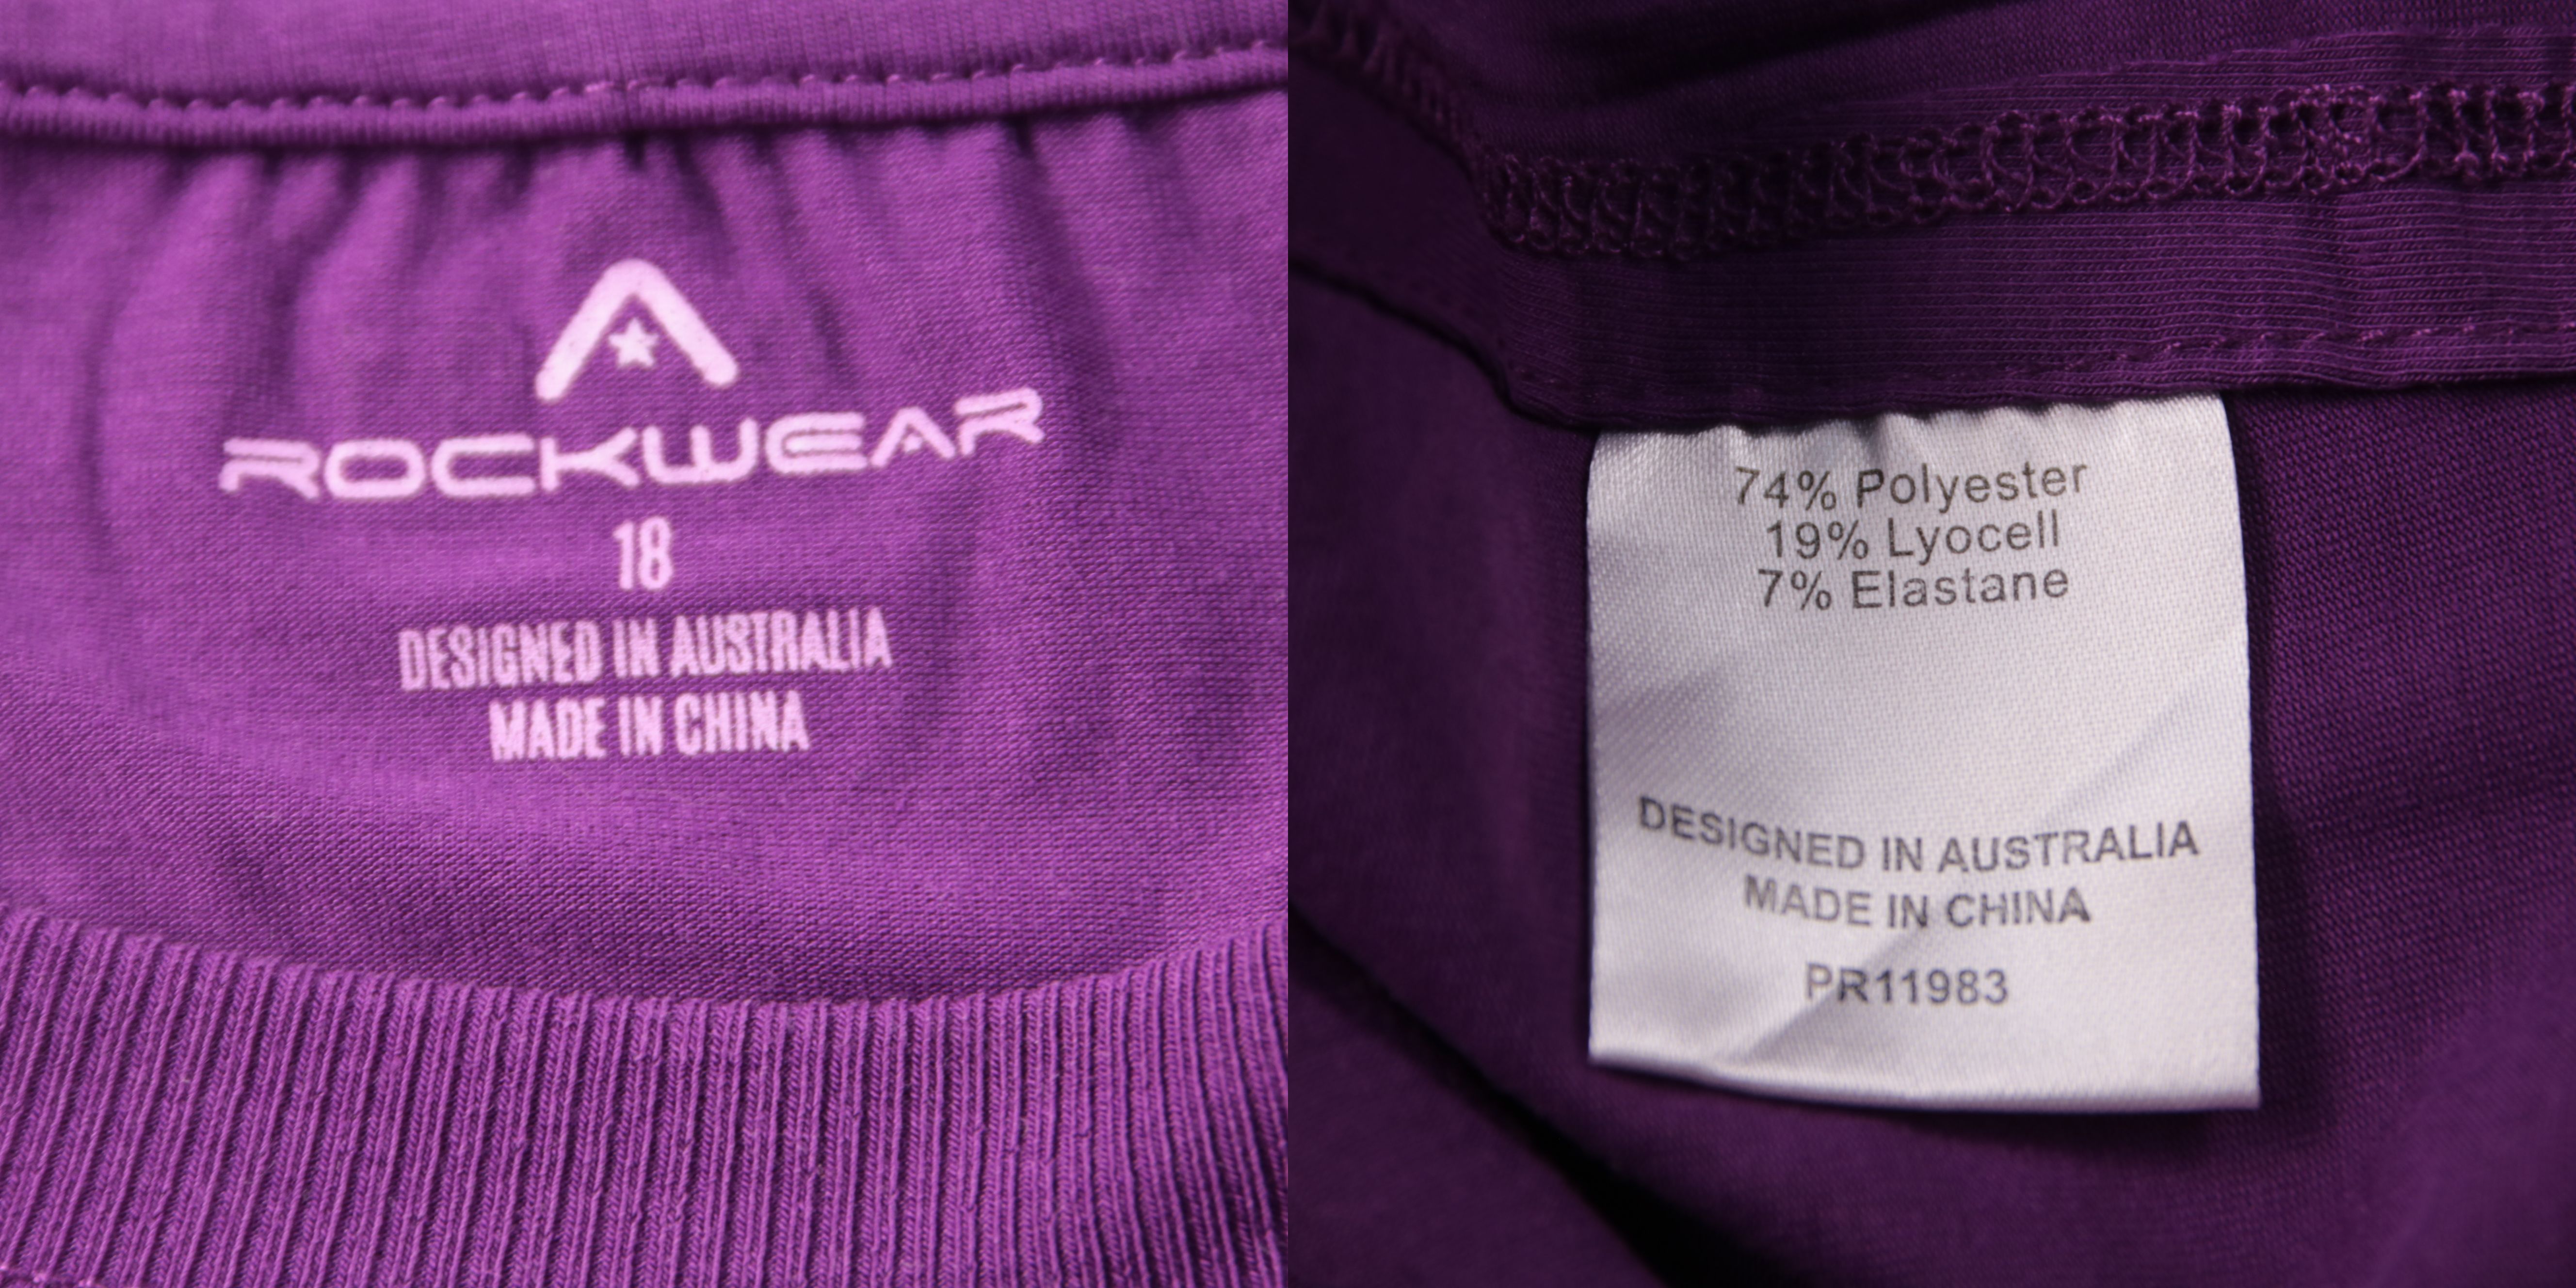 ROCKWEAR
18
DESIGNED IN AUSTRALIA
MADE IN CHINA
74% Polyester
19% Lyocell
7% Elastane
DESIGNED IN AUSTRALIA
MADE IN CHINA
PR11983